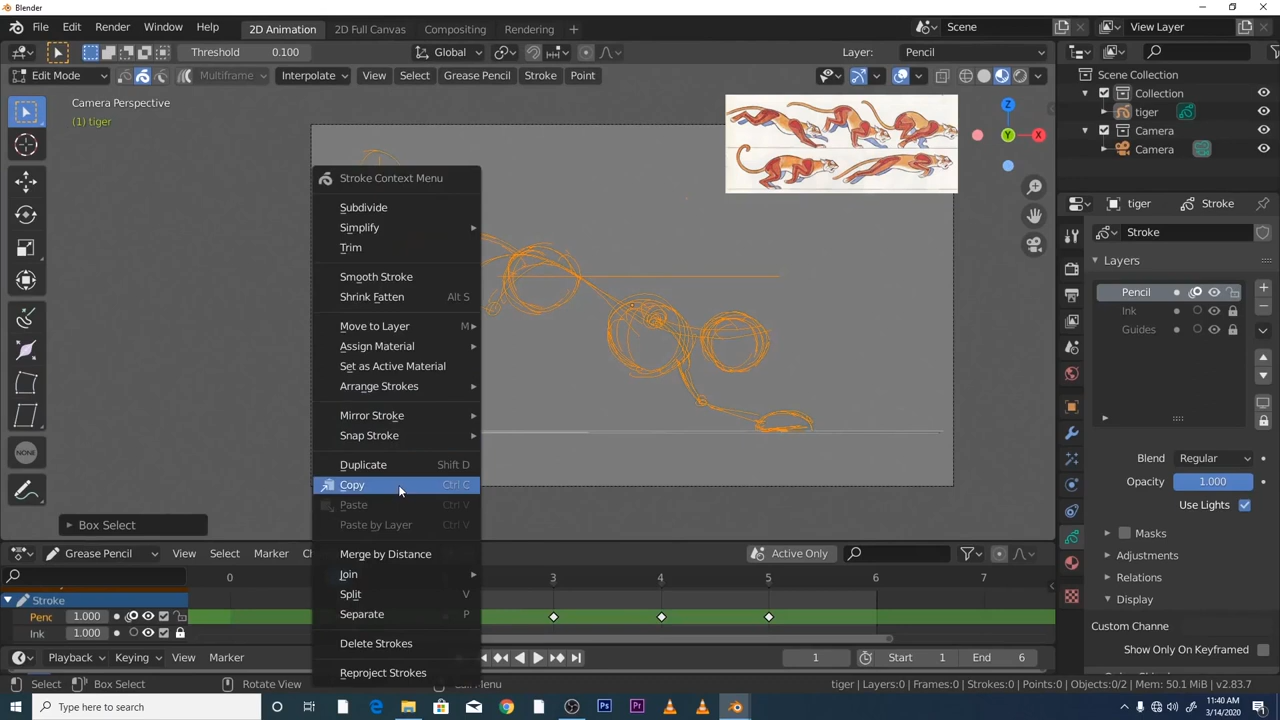 Blender
File Edit Render Window Help 2D Animation 2D Full Canvas Compositing Rendering + Scene View Layer
Threshold 0.100 Global Layer: Pencil
Edit Mode Multiframe Interpolate View Select Grease Pencil Stroke Point
Camera Perspective
(1) tiger
Z
Y X
Scene Collection
Collection
tiger
Camera
Camera
tiger Stroke
Stroke
Layers
Pencil
Ink
Guides
Blend Regular
Opacity 1.000
Use Lights
Masks
Adjustments
Relations
Display
Custom Channe
Show Only On Keyframed
Stroke Context Menu
Subdivide
Simplify
Trim
Smooth Stroke
Shrink Fatten Alt S
Move to Layer M
Assign Material
Set as Active Material
Arrange Strokes
Mirror Stroke
Snap Stroke
Duplicate Shift D
Copy Ctrl C
Paste Ctrl V
Paste by Layer Ctrl V
Merge by Distance
Join
Split V
Separate P
Delete Strokes
Reproject Strokes
NONE
Box Select
Grease Pencil View Select Marker Active Only
0 3 4 5 6 7
Stroke
Penc 1.000
Ink 1.000
Playback Keying View Marker 1 Start 1 End 6
Select Box Select Rotate View Menu tiger | Layers:0 | Frames:0 | Strokes:0 | Points:0 | Objects:0/2 | Mem: 50.1 MiB | v2.83.7
Type here to search
11:40 AM
3/14/2020